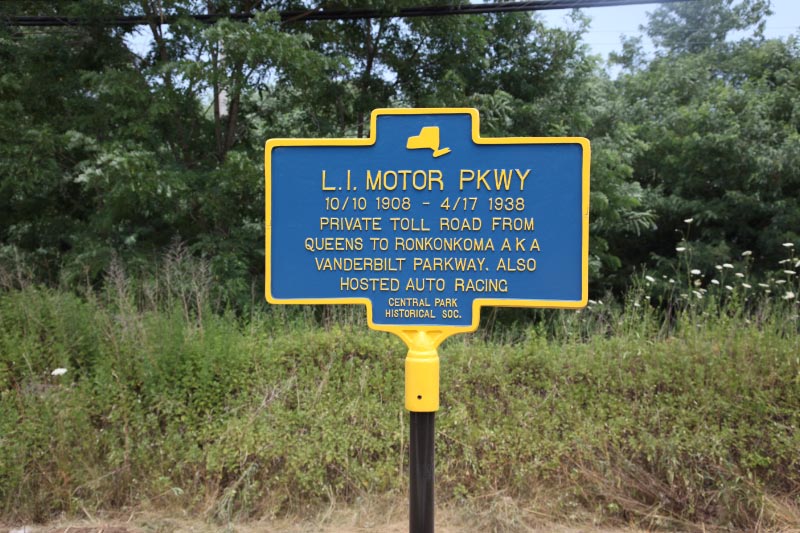 L.I. MOTOR PKWY
10/10 1908 - 4/17 1938
PRIVATE TOLL ROAD FROM
QUEENS TO RONKONKOMA A K A
VANDERBILT PARKWAY. ALSO
HOSTED AUTO RACING
CENTRAL PARK
HISTORICAL SOC.